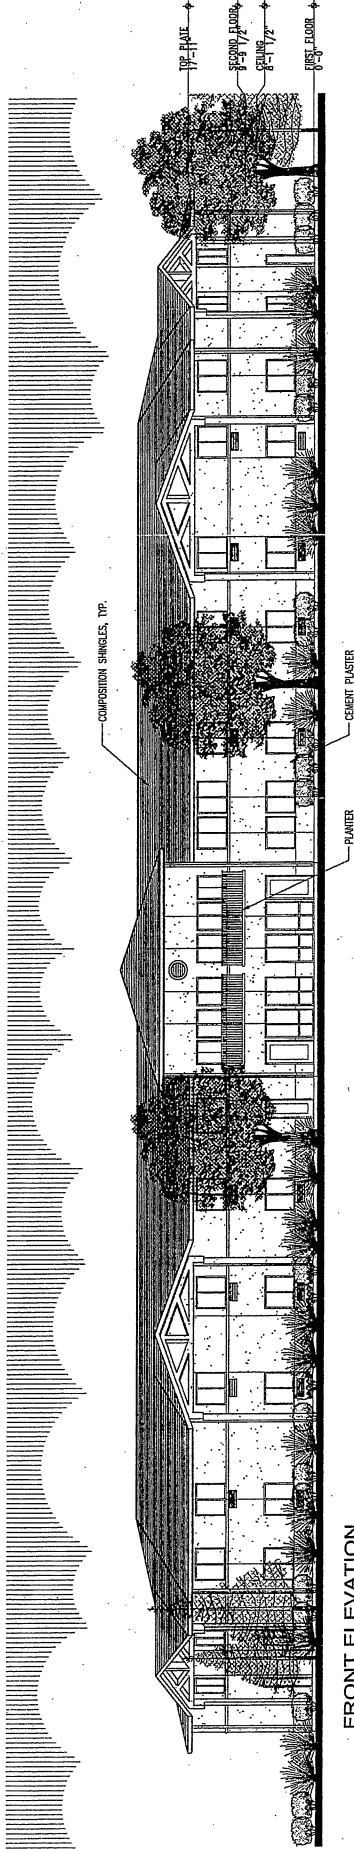 TOP PLATE
17'-11"
SECOND FLOOR
9'-9 1/2"
CEILING
8'-1 1/2"
FIRST FLOOR
0'-0"
COMPOSITION SHINGLES, TYP.
CEMENT PLASTER
PLANTER
FRONT ELEVATION